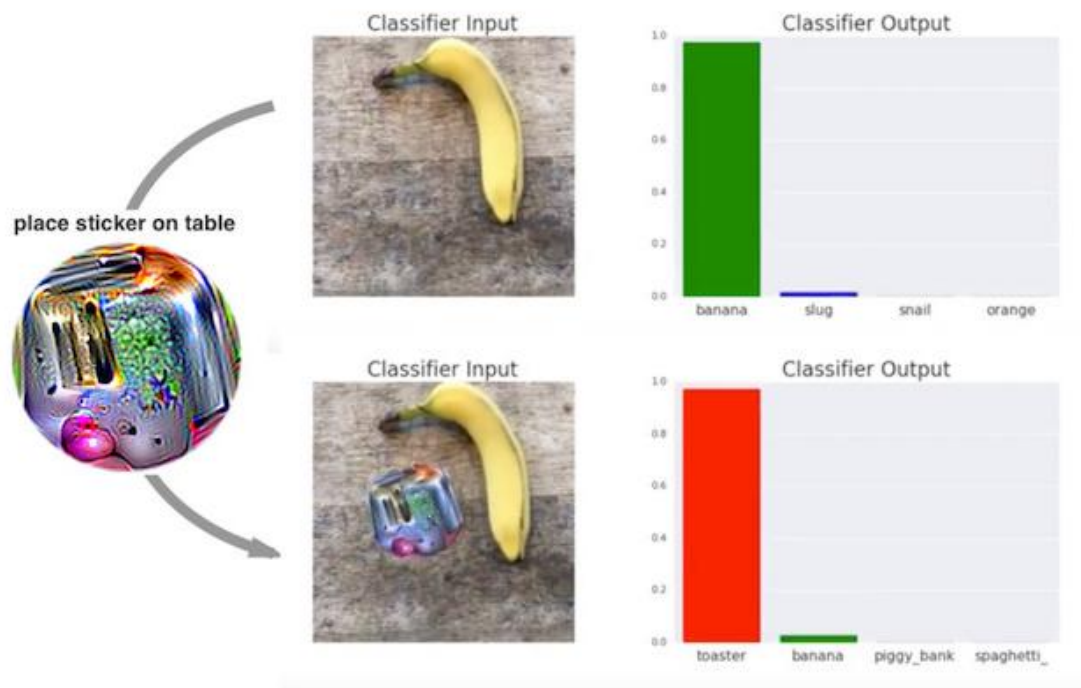 Classifier Input
Classifier Output
1.0
0.8
0.6
0.4
0.2
0.0
banana slug snail orange
place sticker on table
Classifier Input
Classifier Output
1.0
0.8
0.6
0.4
0.2
0.0
toaster banana piggy_bank spaghetti_